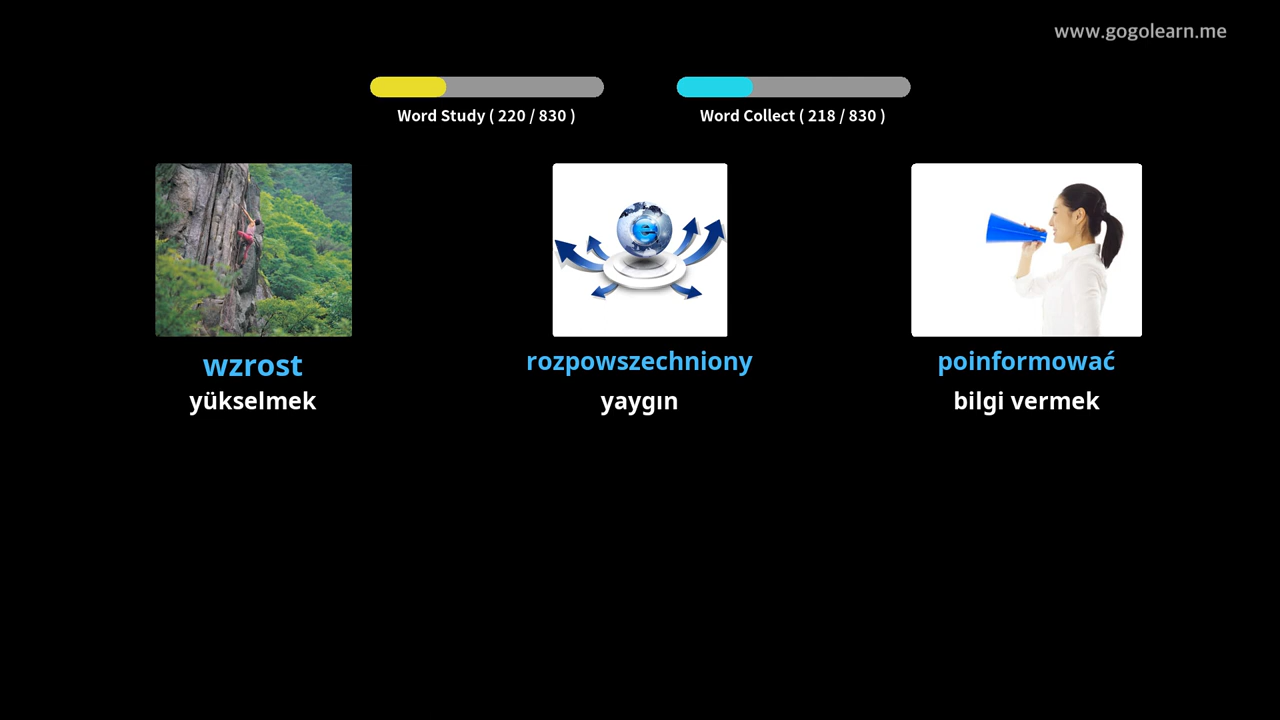 www.gogolearn.me
Word Study ( 220 / 830 )
Word Collect ( 218 / 830 )
e
wzrost
rozpowszechniony
poinformować
yükselmek
yaygın
bilgi vermek